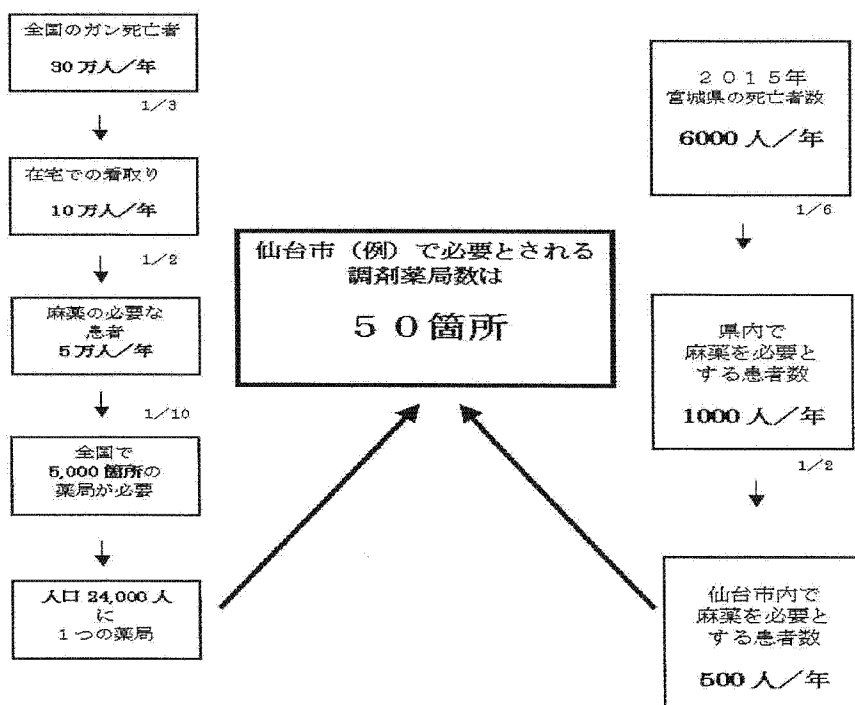 全国のガン死亡者
30万人／年
1／3
在宅での看取り
10万人／年
1／2
麻薬の必要な
患者
5万人／年
1／10
全国で
5,000箇所の
薬局が必要
人口24,000人
に
1つの薬局
仙台市（例）で必要とされる
調剤薬局数は
５０箇所
２０１５年
宮城県の死亡者数
6000人／年
1／6
県内で
麻薬を必要と
する患者数
1000人／年
1／2
仙台市内で
麻薬を必要と
する患者数
500人／年